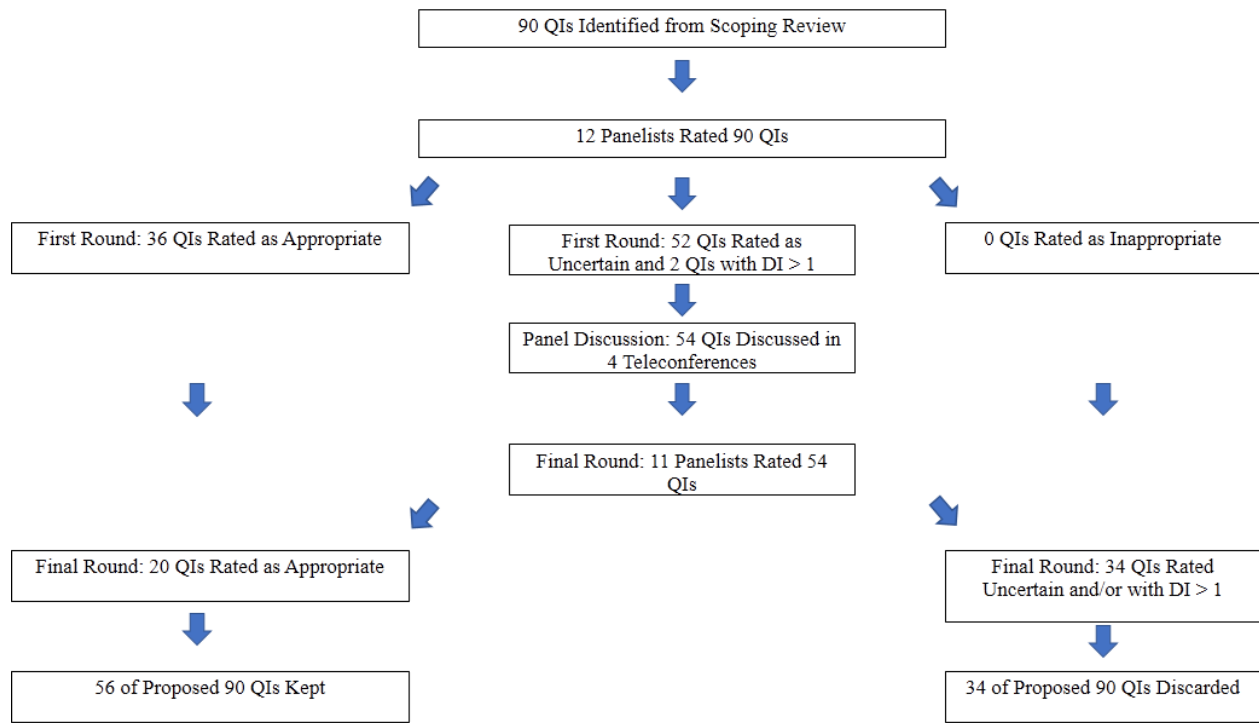 90 QIs Identified from Scoping Review
12 Panelists Rated 90 QIs
First Round: 36 QIs Rated as Appropriate
First Round: 52 QIs Rated as
Uncertain and 2 QIs with DI > 1
0 QIs Rated as Inappropriate
Panel Discussion: 54 QIs Discussed in
4 Teleconferences
Final Round: 11 Panelists Rated 54
QIs
Final Round: 20 QIs Rated as Appropriate
Final Round: 34 QIs Rated
Uncertain and/or with DI > 1
56 of Proposed 90 QIs Kept
34 of Proposed 90 QIs Discarded